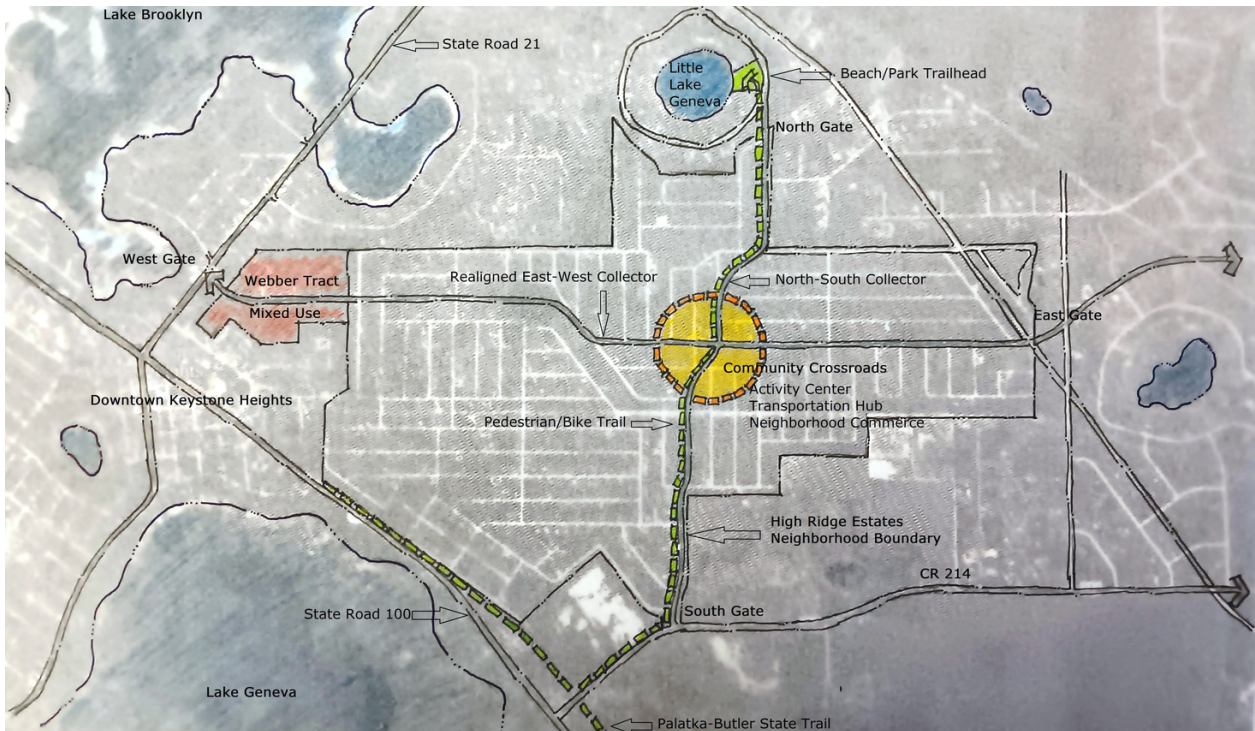 Lake Brooklyn
State Road 21
Little
Lake
Geneva
Beach/Park Trailhead
North Gate
West Gate
Webber Tract
Mixed Use
Realigned East-West Collector
North-South Collector
East Gate
Community Crossroads
Activity Center
Transportation Hub
Neighborhood Commerce
Downtown Keystone Heights
Pedestrian/Bike Trail
High Ridge Estates
Neighborhood Boundary
CR 214
State Road 100
South Gate
Lake Geneva
Palatka-Butler State Trail